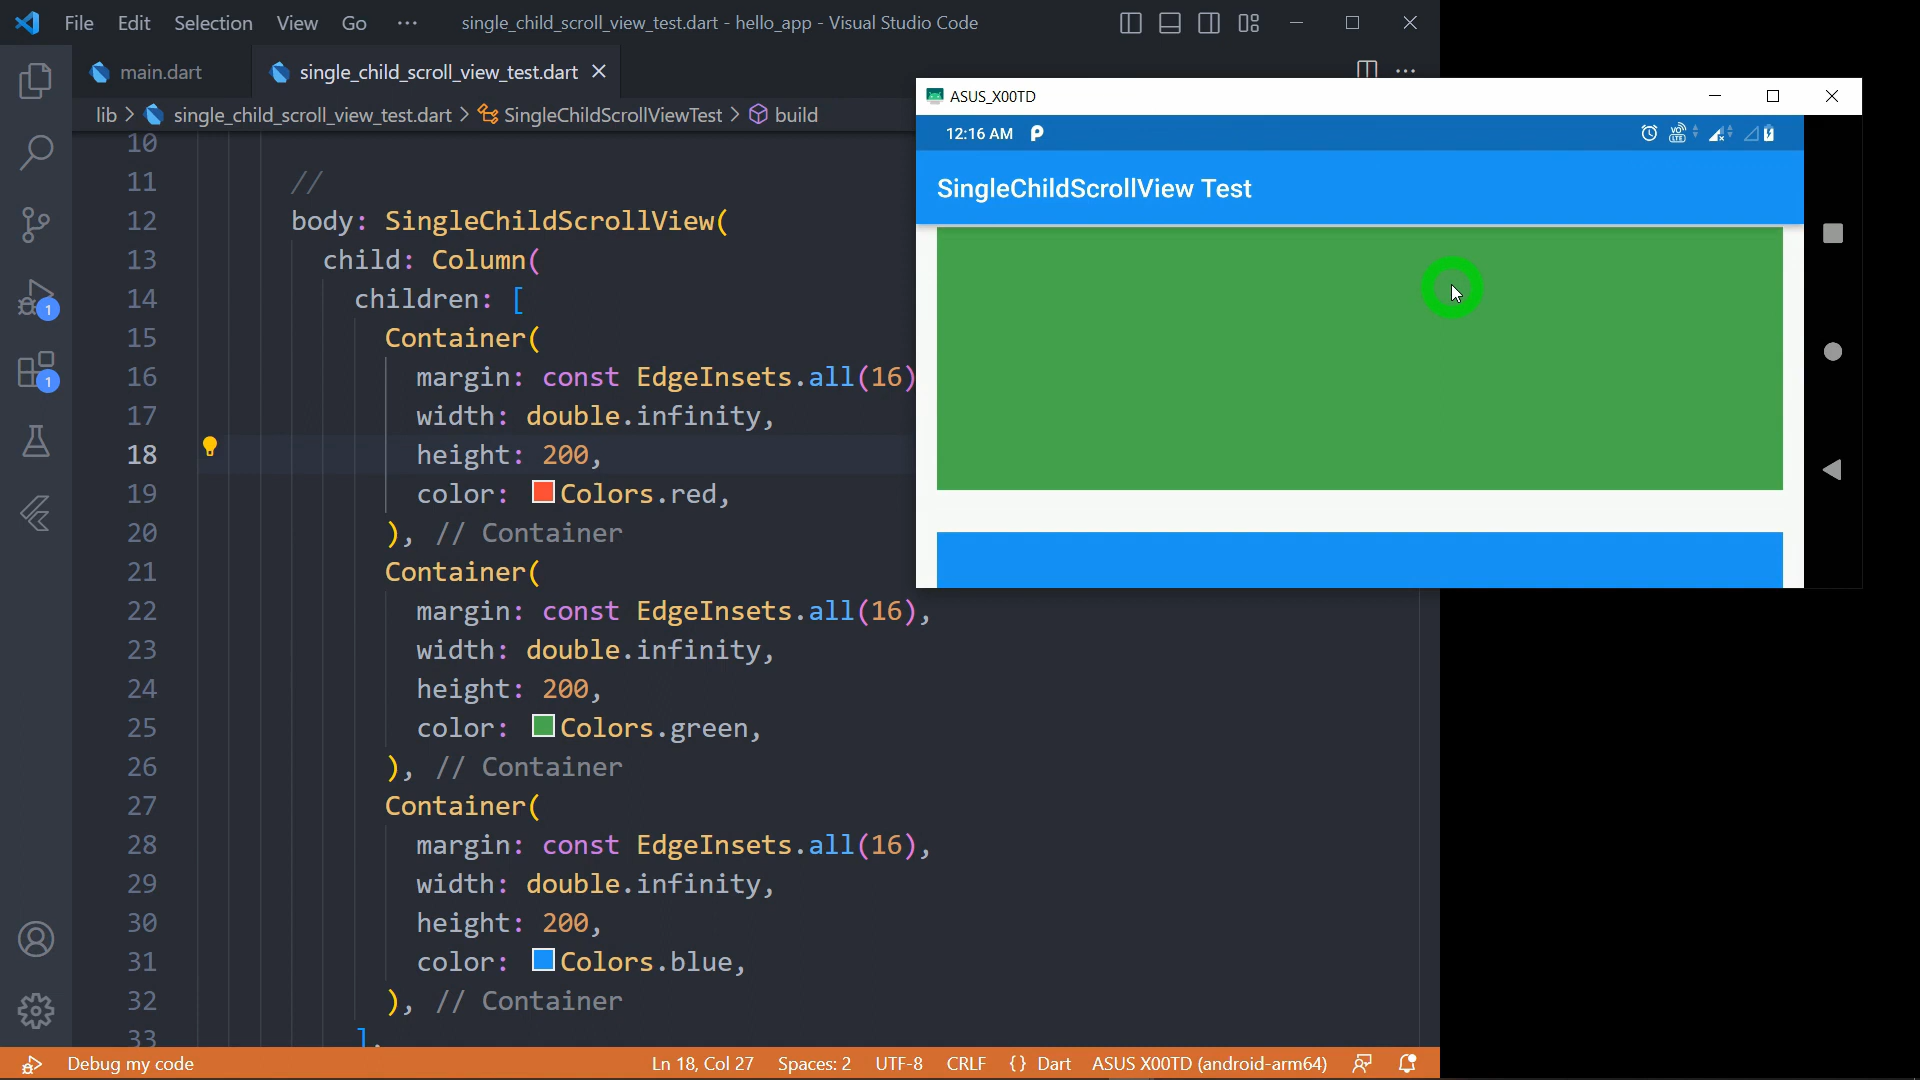 File Edit Selection View Go ··· single_child_scroll_view_test.dart - hello_app - Visual Studio Code
main.dart single_child_scroll_view_test.dart
lib > single_child_scroll_view_test.dart > SingleChildScrollViewTest > build
10
11 //
12 body: SingleChildScrollView(
13 child: Column(
14 children: [
15 Container(
16 margin: const EdgeInsets.all(16)
17 width: double.infinity,
18 height: 200,
19 color: Colors.red,
20 ), // Container
21 Container(
22 margin: const EdgeInsets.all(16),
23 width: double.infinity,
24 height: 200,
25 color: Colors.green,
26 ), // Container
27 Container(
28 margin: const EdgeInsets.all(16),
29 width: double.infinity,
30 height: 200,
31 color: Colors.blue,
32 ), // Container
33 ],
1
1
ASUS_X00TD
12:16 AM VO LTE
SingleChildScrollView Test
Debug my code Ln 18, Col 27 Spaces: 2 UTF-8 CRLF {} Dart ASUS X00TD (android-arm64)